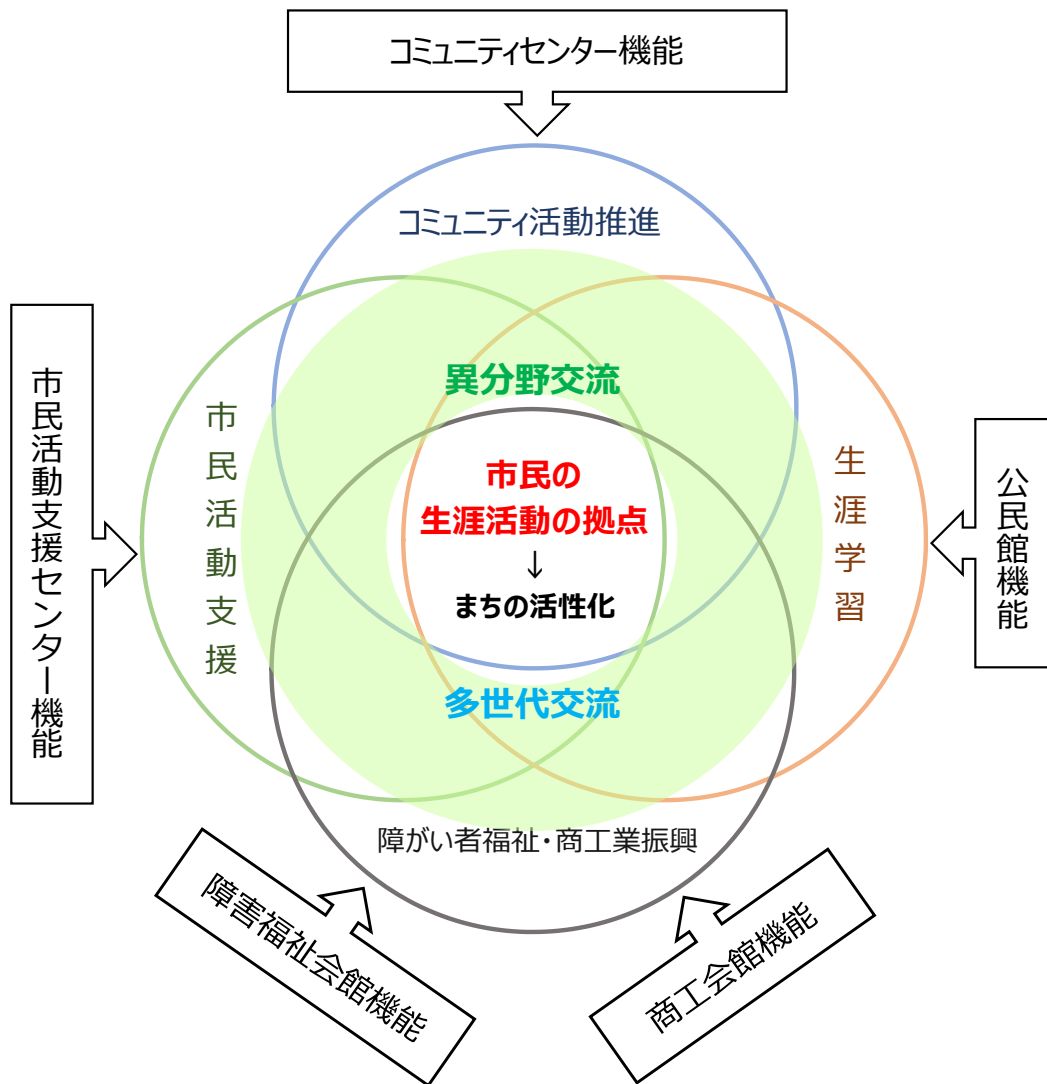 コミュニティセンター機能
コミュニティ活動推進
異分野交流
市民活動支援センター機能
市民活動支援
市民の
生涯活動の拠点
↓
まちの活性化
生涯学習
公民館機能
多世代交流
障がい者福祉・商工業振興
障害福祉会館機能
商工会館機能